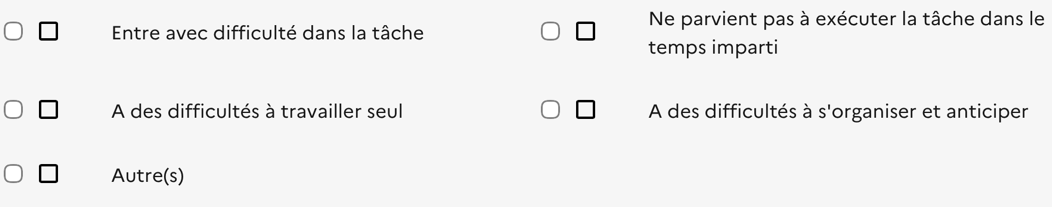 Entre avec difficulté dans la tâche
Ne parvient pas à exécuter la tâche dans le
temps imparti
A des difficultés à travailler seul
A des difficultés à s'organiser et anticiper
Autre(s)